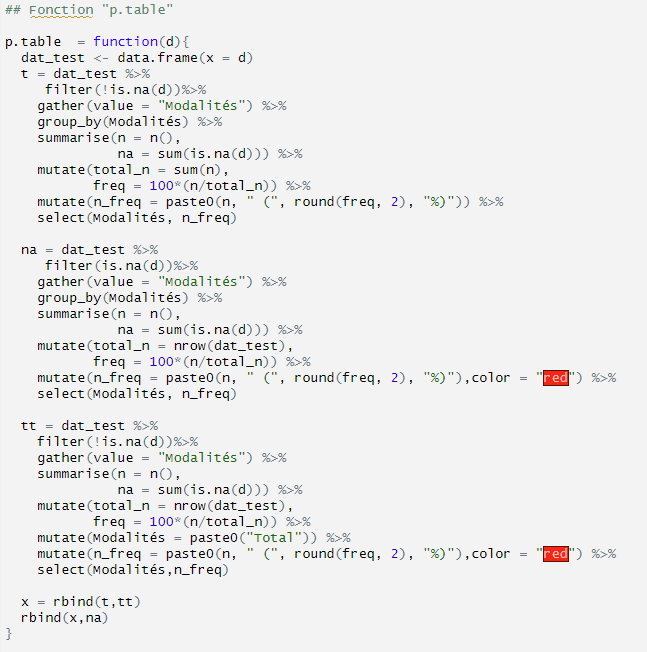 ## Fonction "p.table"
p.table  = function(d){
  dat_test <- data.frame(x = d)
  t = dat_test %>%
     filter(!is.na(d))%>%
    gather(value = "Modalités") %>%
    group_by(Modalités) %>%
    summarise(n = n(),
              na = sum(is.na(d))) %>%
    mutate(total_n = sum(n),
           freq = 100*(n/total_n)) %>%
    mutate(n_freq = paste0(n, " (", round(freq, 2), "%)")) %>%
    select(Modalités, n_freq)
  na = dat_test %>%
     filter(is.na(d))%>%
    gather(value = "Modalités") %>%
    group_by(Modalités) %>%
    summarise(n = n(),
              na = sum(is.na(d))) %>%
    mutate(total_n = nrow(dat_test),
           freq = 100*(n/total_n)) %>%
    mutate(n_freq = paste0(n, " (", round(freq, 2), "%)"),color = "red") %>%
    select(Modalités, n_freq)
  tt = dat_test %>%
    filter(!is.na(d))%>%
    gather(value = "Modalités") %>%
    summarise(n = n(),
              na = sum(is.na(d))) %>%
    mutate(total_n = nrow(dat_test),
           freq = 100*(n/total_n)) %>%
    mutate(Modalités = paste0("Total")) %>%
    mutate(n_freq = paste0(n, " (", round(freq, 2), "%)"),color = "red") %>%
    select(Modalités,n_freq)
  x = rbind(t,tt)
  rbind(x,na)
}